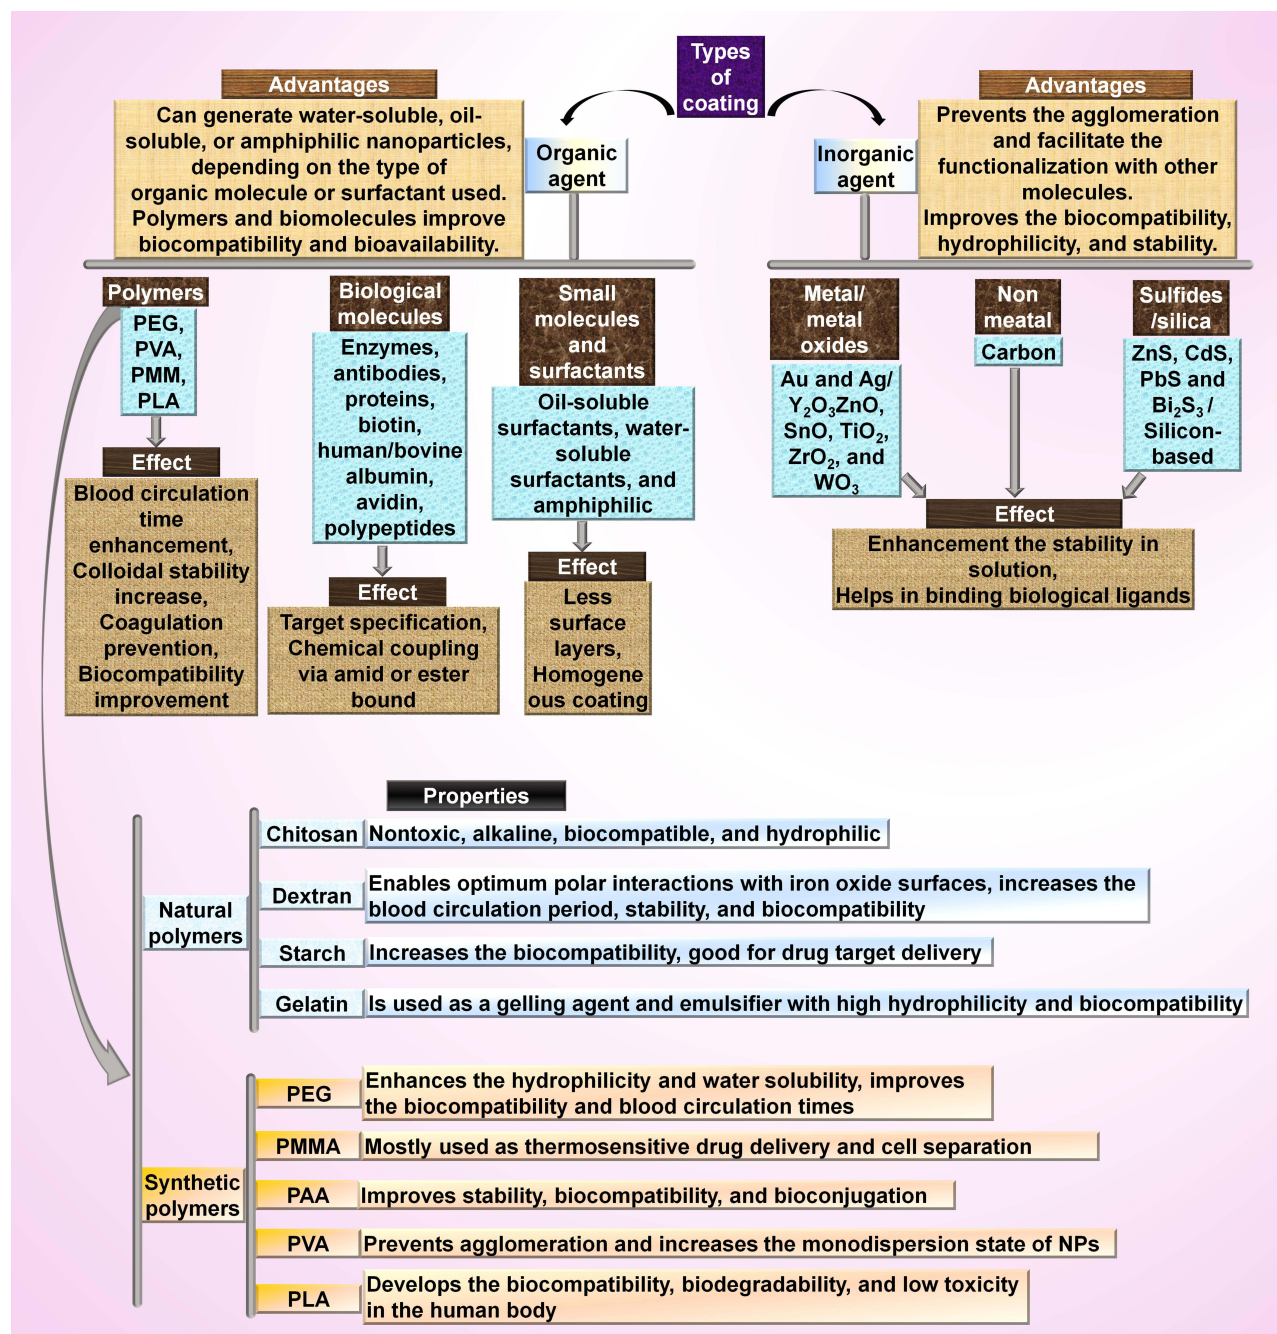 Types
of
coating
Advantages
Can generate water-soluble, oil-
soluble, or amphiphilic nanoparticles,
depending on the type of
organic molecule or surfactant used.
Polymers and biomolecules improve
biocompatibility and bioavailability.
Organic
agent
Inorganic
agent
Advantages
Prevents the agglomeration
and facilitate the
functionalization with other
molecules.
Improves the biocompatibility,
hydrophilicity, and stability.
Polymers
PEG,
PVA,
PMM,
PLA
Effect
Blood circulation
time
enhancement,
Colloidal stability
increase,
Coagulation
prevention,
Biocompatibility
improvement
Biological
molecules
Enzymes,
antibodies,
proteins,
biotin,
human/bovine
albumin,
avidin,
polypeptides
Effect
Target specification,
Chemical coupling
via amid or ester
bound
Small
molecules
and
surfactants
Oil-soluble
surfactants, water-
soluble
surfactants, and
amphiphilic
Effect
Less
surface
layers,
Homogene
ous coating
Metal/
metal
oxides
Au and Ag/
Y₂O₃ZnO,
SnO, TiO₂,
ZrO₂, and
WO₃
Non
meatal
Carbon
Sulfides
/silica
ZnS, CdS,
PbS and
Bi₂S₃ /
Silicon-
based
Effect
Enhancement the stability in
solution,
Helps in binding biological ligands
Properties
Natural
polymers
Chitosan
Nontoxic, alkaline, biocompatible, and hydrophilic
Dextran
Enables optimum polar interactions with iron oxide surfaces, increases the
blood circulation period, stability, and biocompatibility
Starch
Increases the biocompatibility, good for drug target delivery
Gelatin
Is used as a gelling agent and emulsifier with high hydrophilicity and biocompatibility
Synthetic
polymers
PEG
Enhances the hydrophilicity and water solubility, improves
the biocompatibility and blood circulation times
PMMA
Mostly used as thermosensitive drug delivery and cell separation
PAA
Improves stability, biocompatibility, and bioconjugation
PVA
Prevents agglomeration and increases the monodispersion state of NPs
PLA
Develops the biocompatibility, biodegradability, and low toxicity
in the human body